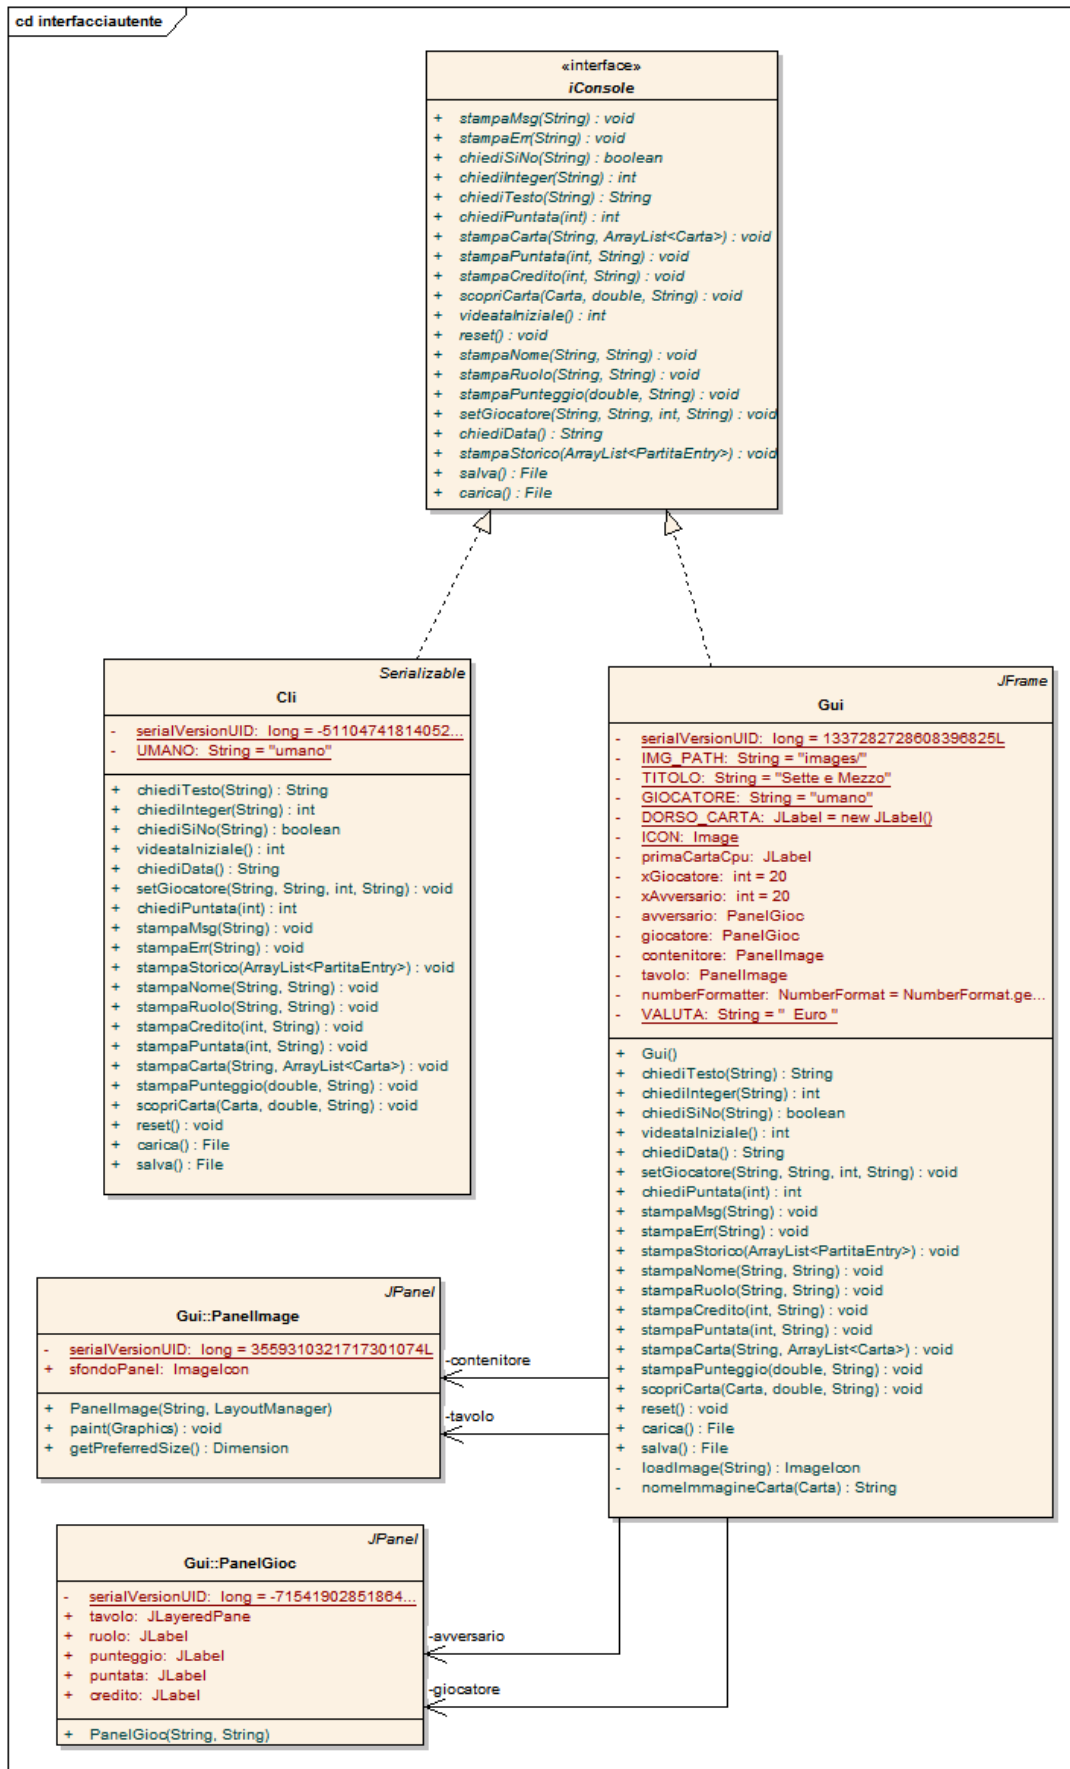 cd interfacciautente
«interface»
iConsole
+ stampaMsg(String) : void
+ stampaErr(String) : void
+ chiediSiNo(String) : boolean
+ chiediInteger(String) : int
+ chiediTesto(String) : String
+ chiediPuntata(int) : int
+ stampaCarta(String, ArrayList<Carta>) : void
+ stampaPuntata(int, String) : void
+ stampaCredito(int, String) : void
+ scopriCarta(Carta, double, String) : void
+ videataIniziale() : int
+ reset() : void
+ stampaNome(String, String) : void
+ stampaRuolo(String, String) : void
+ stampaPunteggio(double, String) : void
+ setGiocatore(String, String, int, String) : void
+ chiediData() : String
+ stampaStorico(ArrayList<PartitaEntry>) : void
+ salva() : File
+ carica() : File
Serializable
Cli
- serialVersionUID: long = -51104741814052...
- UMANO: String = "umano"
+ chiediTesto(String) : String
+ chiediInteger(String) : int
+ chiediSiNo(String) : boolean
+ videataIniziale() : int
+ chiediData() : String
+ setGiocatore(String, String, int, String) : void
+ chiediPuntata(int) : int
+ stampaMsg(String) : void
+ stampaErr(String) : void
+ stampaStorico(ArrayList<PartitaEntry>) : void
+ stampaNome(String, String) : void
+ stampaRuolo(String, String) : void
+ stampaCredito(int, String) : void
+ stampaPuntata(int, String) : void
+ stampaCarta(String, ArrayList<Carta>) : void
+ stampaPunteggio(double, String) : void
+ scopriCarta(Carta, double, String) : void
+ reset() : void
+ carica() : File
+ salva() : File
JFrame
Gui
- serialVersionUID: long = 1337282728608396825L
- IMG_PATH: String = "images/"
- TITOLO: String = "Sette e Mezzo"
- GIOCATORE: String = "umano"
- DORSO_CARTA: JLabel = new JLabel()
- ICON: Image
- primaCartaCpu: JLabel
- xGiocatore: int = 20
- xAvversario: int = 20
- avversario: PanelGioc
- giocatore: PanelGioc
- contenitore: PanelImage
- tavolo: PanelImage
- numberFormatter: NumberFormat = NumberFormat.ge...
- VALUTA: String = " Euro "
+ Gui()
+ chiediTesto(String) : String
+ chiediInteger(String) : int
+ chiediSiNo(String) : boolean
+ videataIniziale() : int
+ chiediData() : String
+ setGiocatore(String, String, int, String) : void
+ chiediPuntata(int) : int
+ stampaMsg(String) : void
+ stampaErr(String) : void
+ stampaStorico(ArrayList<PartitaEntry>) : void
+ stampaNome(String, String) : void
+ stampaRuolo(String, String) : void
+ stampaCredito(int, String) : void
+ stampaPuntata(int, String) : void
+ stampaCarta(String, ArrayList<Carta>) : void
+ stampaPunteggio(double, String) : void
+ scopriCarta(Carta, double, String) : void
+ reset() : void
+ carica() : File
+ salva() : File
- loadImage(String) : ImageIcon
- nomeImmagineCarta(Carta) : String
JPanel
Gui::PanelImage
- serialVersionUID: long = 3559310321717301074L
+ sfondoPanel: ImageIcon
+ PanelImage(String, LayoutManager)
+ paint(Graphics) : void
+ getPreferredSize() : Dimension
-contenitore
-tavolo
JPanel
Gui::PanelGioc
- serialVersionUID: long = -71541902851864...
+ tavolo: JLayeredPane
+ ruolo: JLabel
+ punteggio: JLabel
+ puntata: JLabel
+ credito: JLabel
+ PanelGioc(String, String)
-avversario
-giocatore